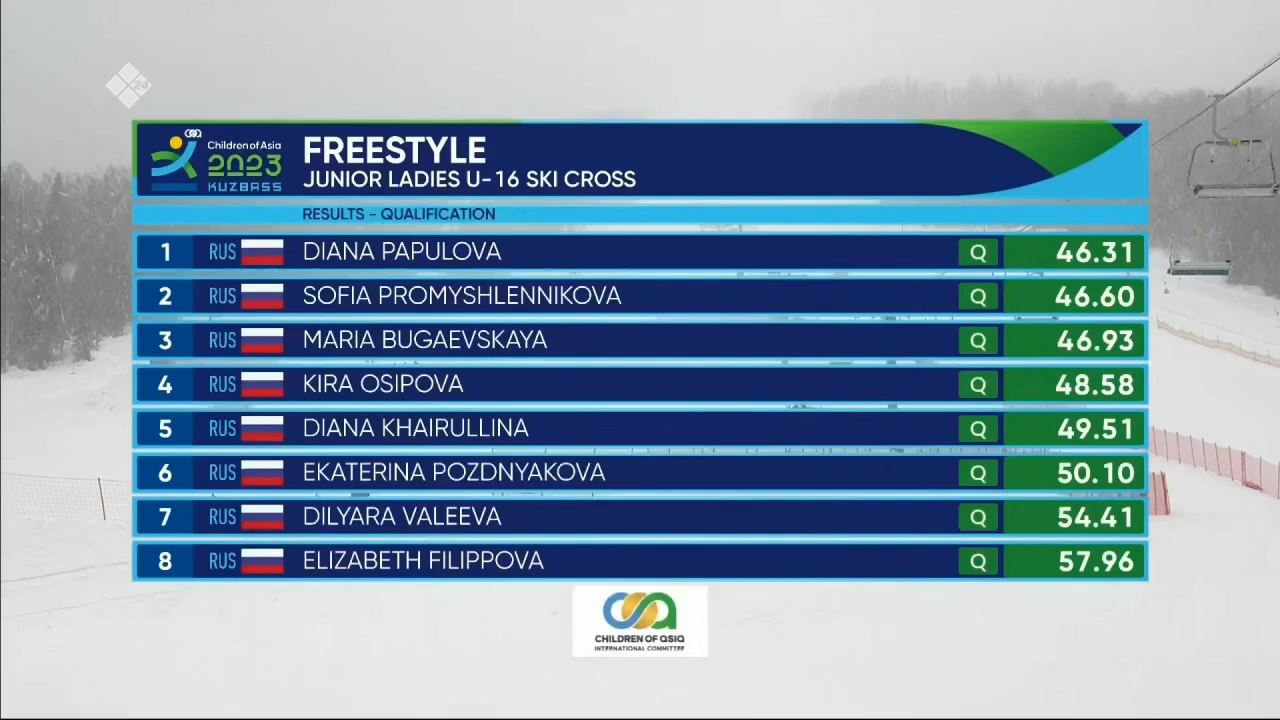 24
Children of Asia
2023
KUZBASS
FREESTYLE
JUNIOR LADIES U-16 SKI CROSS
RESULTS - QUALIFICATION
1 RUS DIANA PAPULOVA Q 46.31
2 RUS SOFIA PROMYSHLENNIKOVA Q 46.60
3 RUS MARIA BUGAEVSKAYA Q 46.93
4 RUS KIRA OSIPOVA Q 48.58
5 RUS DIANA KHAIRULLINA Q 49.51
6 RUS EKATERINA POZDNYAKOVA Q 50.10
7 RUS DILYARA VALEEVA Q 54.41
8 RUS ELIZABETH FILIPPOVA Q 57.96
CHILDREN OF ASIA
INTERNATIONAL COMMITTEE